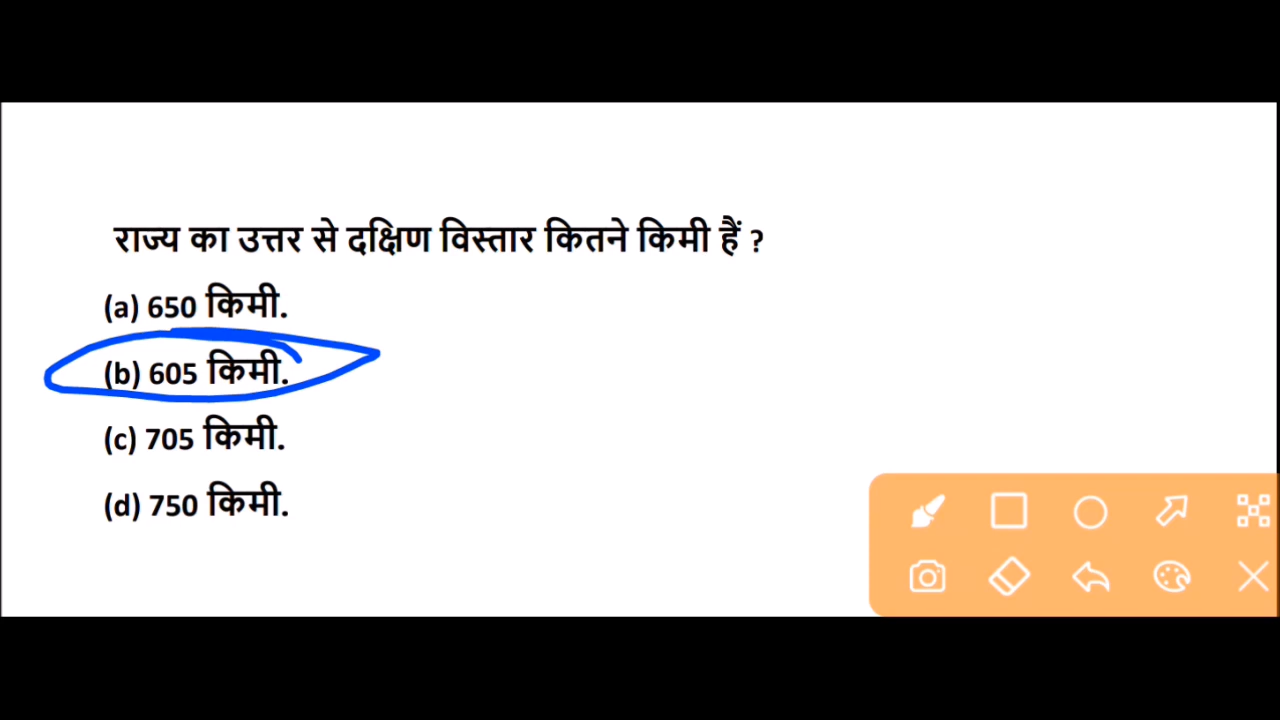 राज्य का उत्तर से दक्षिण विस्तार कितने किमी हैं ?
(a) 650 किमी.
(b) 605 किमी.
(c) 705 किमी.
(d) 750 किमी.